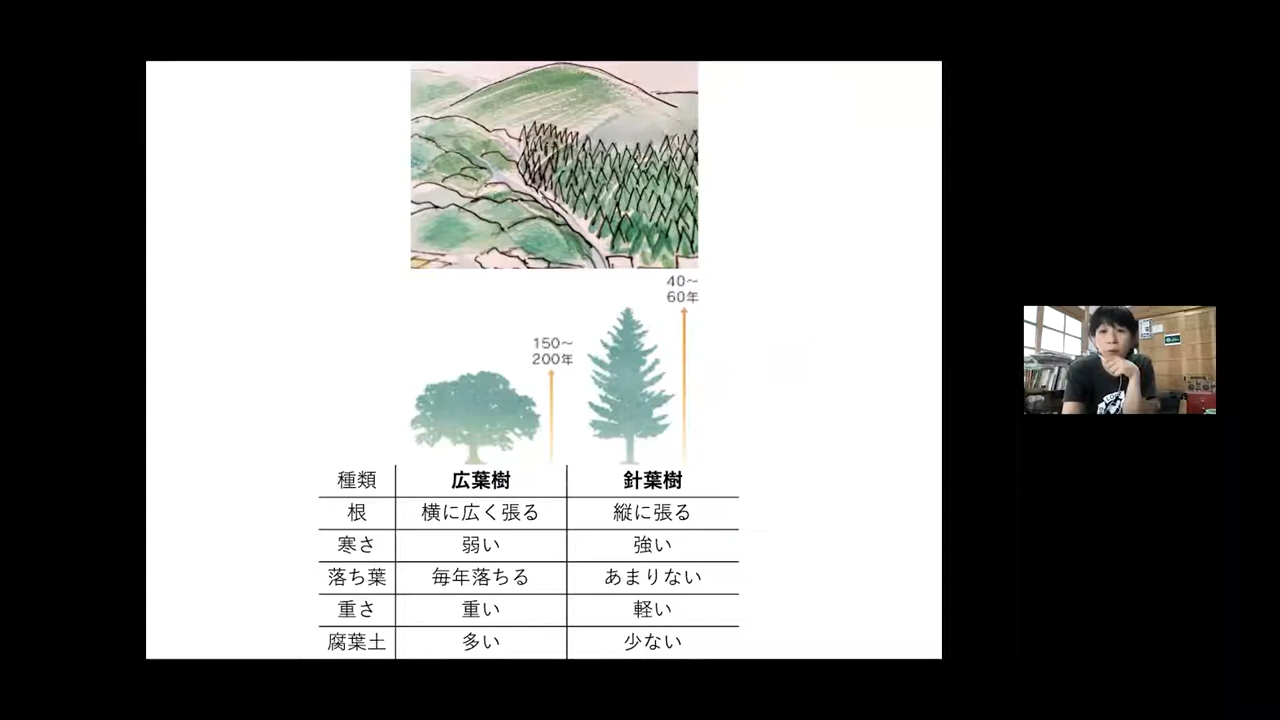 40～
60年
150～
200年
種類 広葉樹 針葉樹
根 横に広く張る 縦に張る
寒さ 弱い 強い
落ち葉 毎年落ちる あまりない
重さ 重い 軽い
腐葉土 多い 少ない